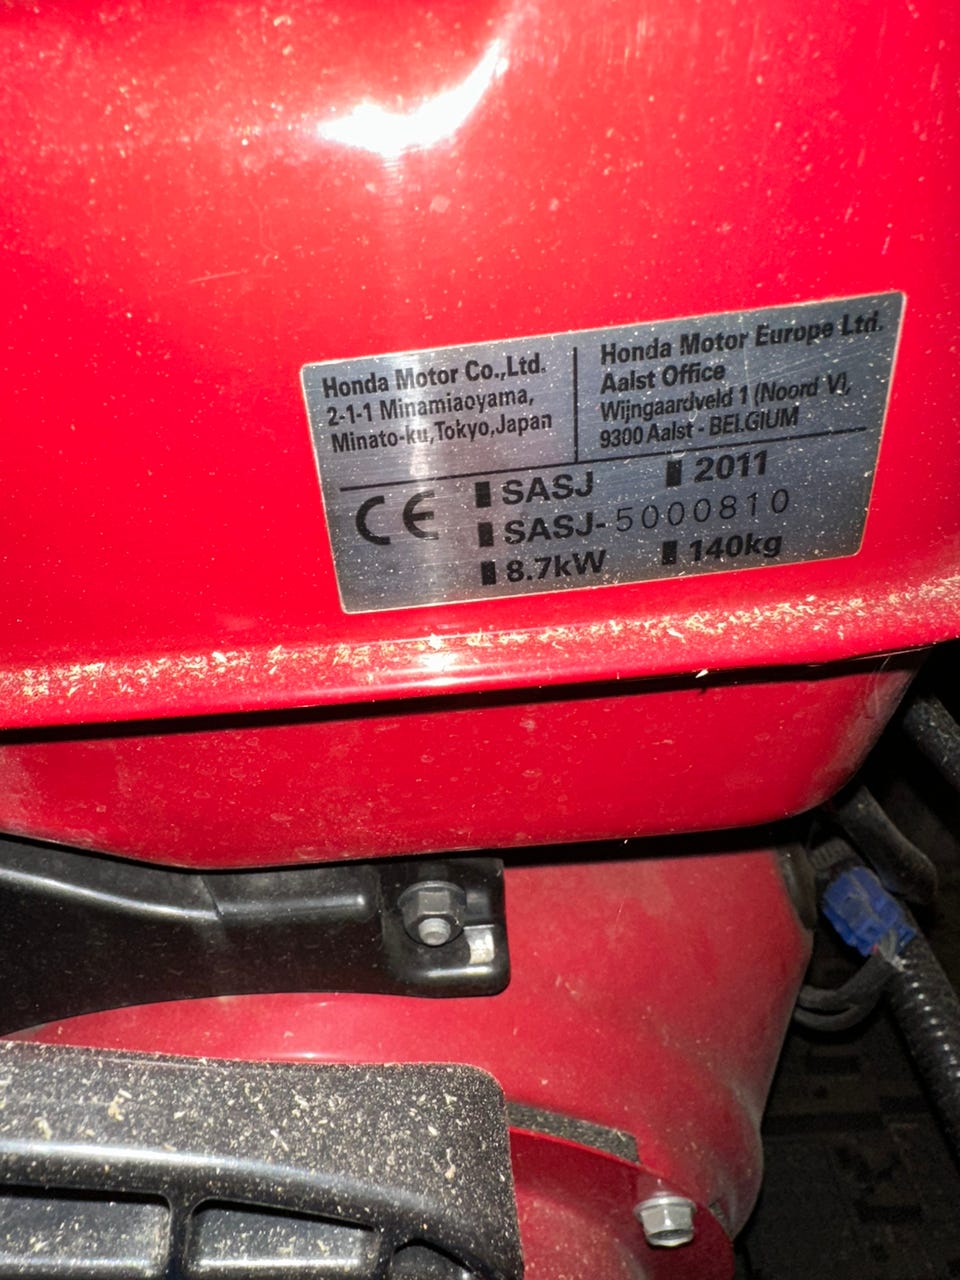 Honda Motor Co.,Ltd.
2-1-1 Minamiaoyama,
Minato-ku,Tokyo,Japan
Honda Motor Europe Ltd.
Aalst Office
Wijngaardveld 1 (Noord V),
9300 Aalst - BELGIUM
CE
SASJ
2011
SASJ-5000810
8.7kW
140kg